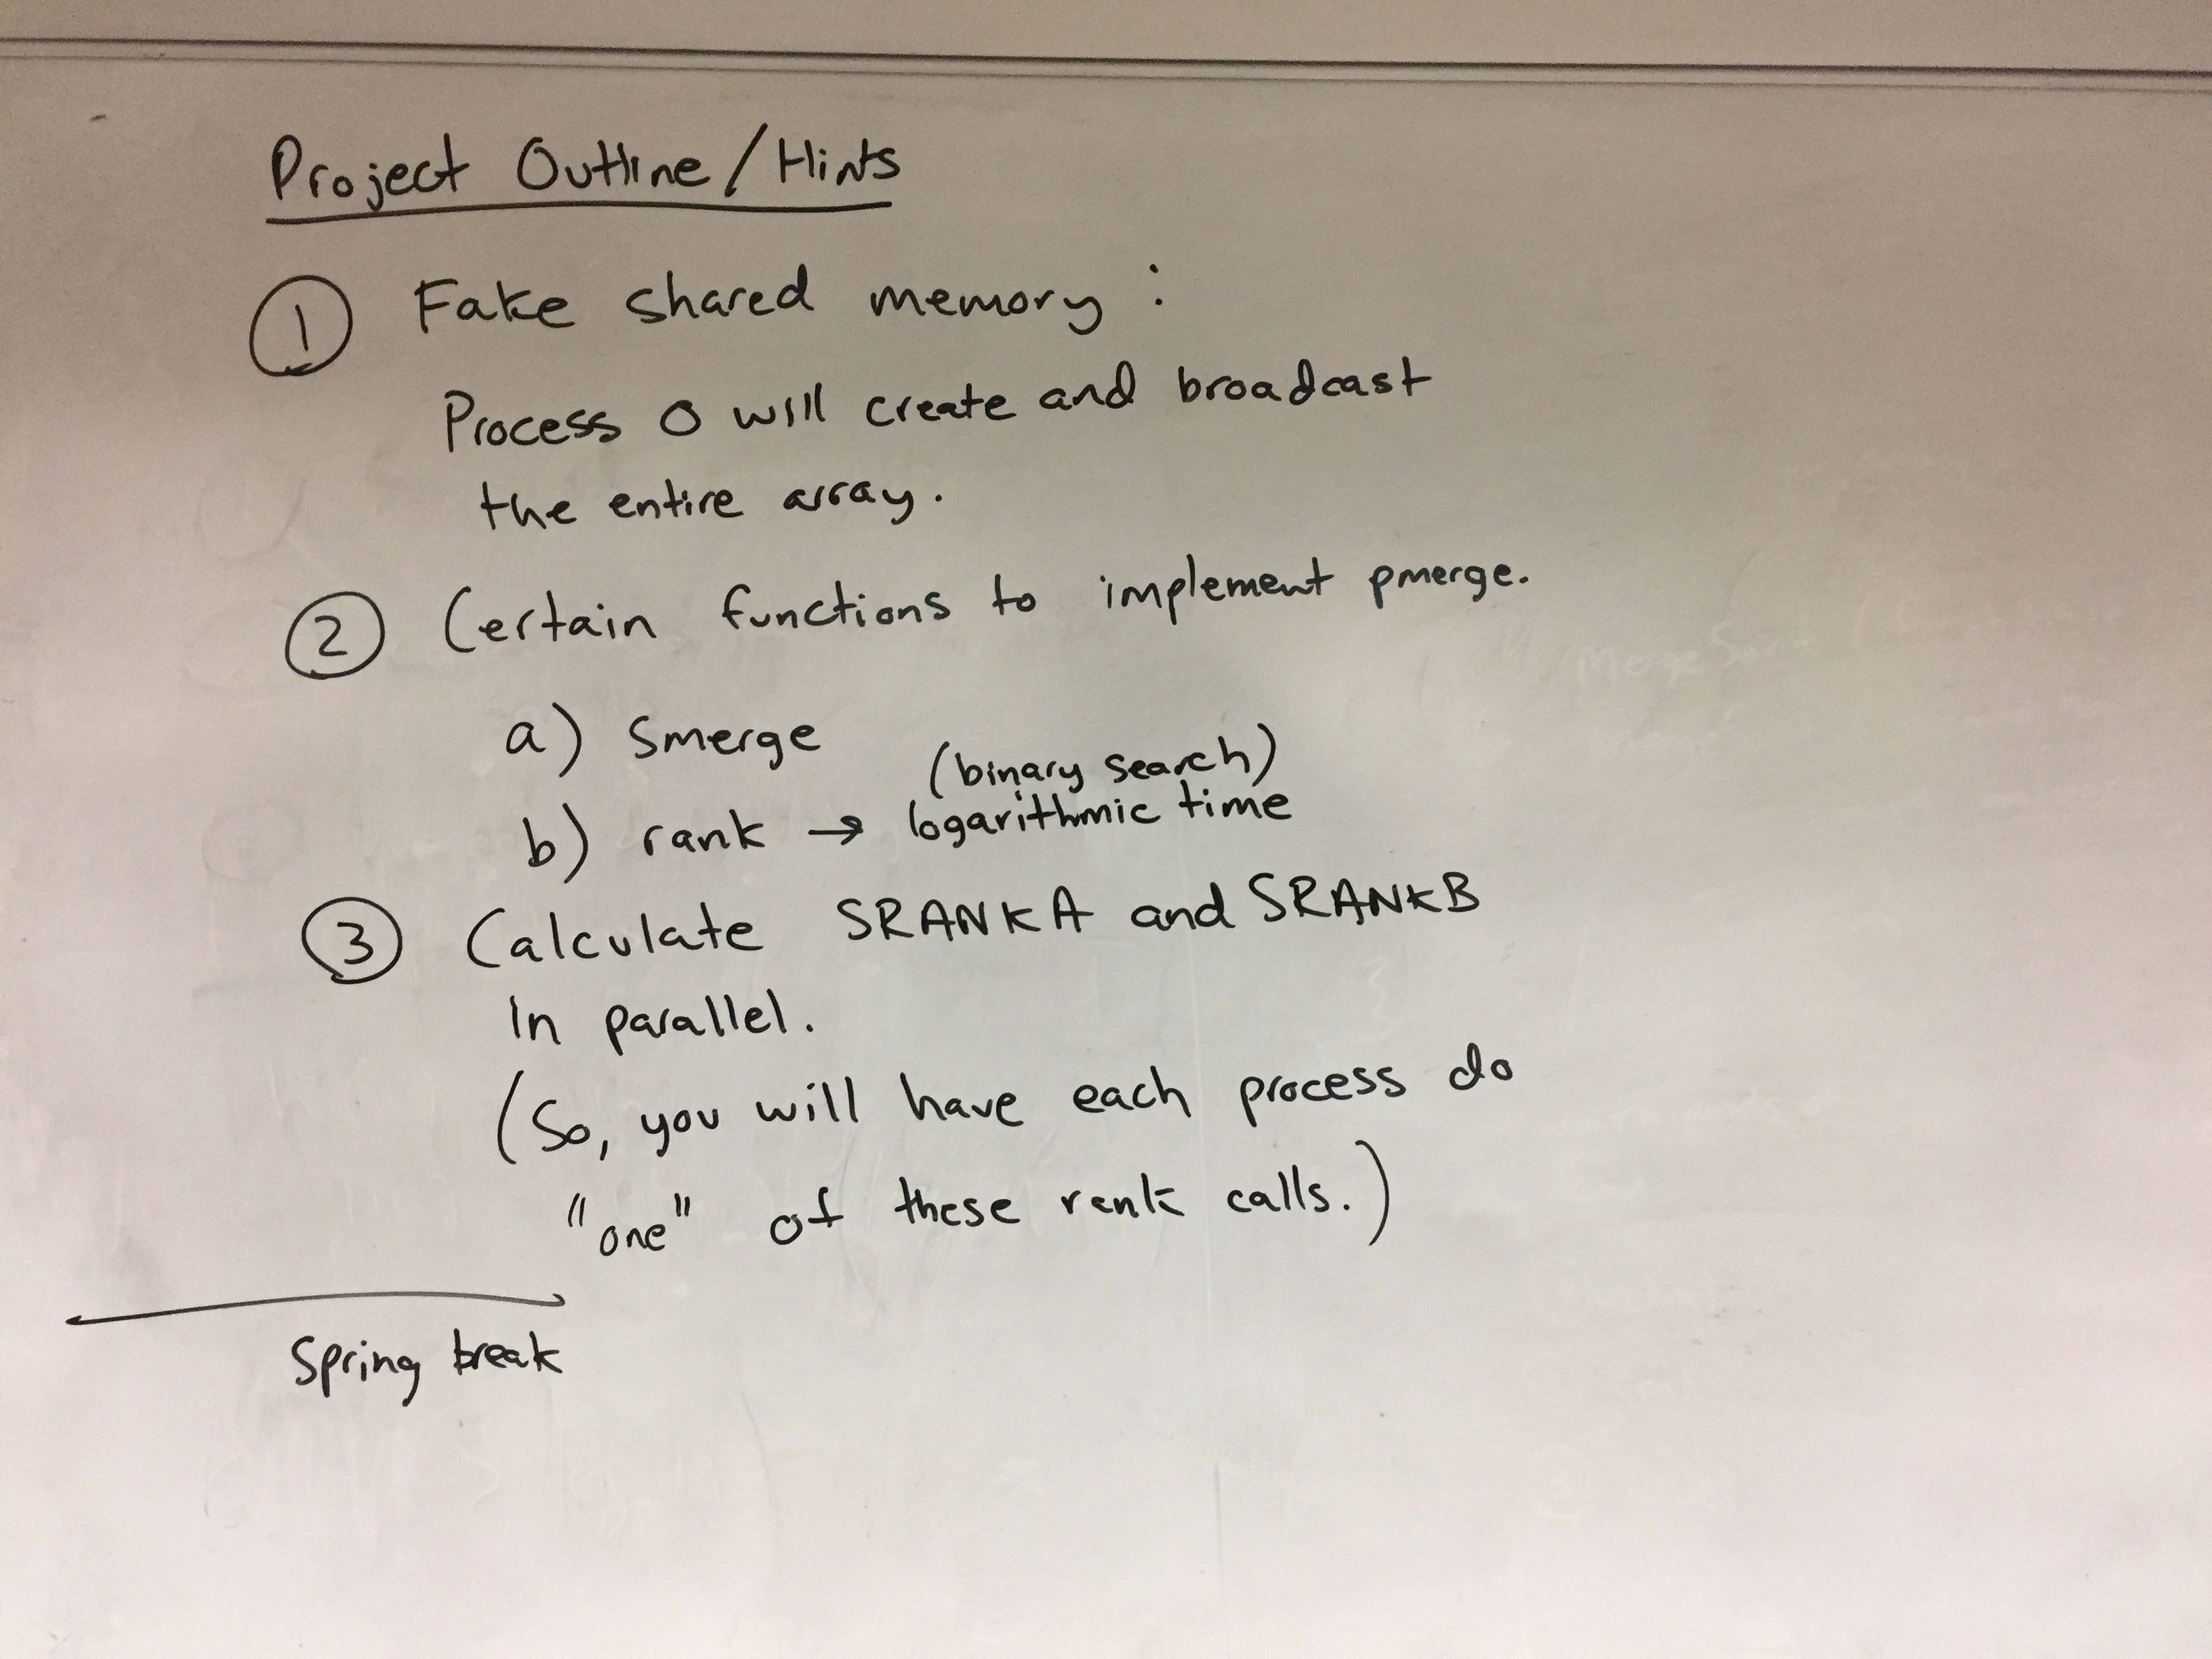 Project Outline/Hints
① Fake shared memory :
Process 0 will create and broadcast
the entire array.
② Certain functions to implement pmerge.
a) smerge
(binary search)
b) rank → logarithmic time
③ Calculate SRANKA and SRANKB
in parallel.
(So, you will have each process do
"one" of these rank calls.)
Spring break